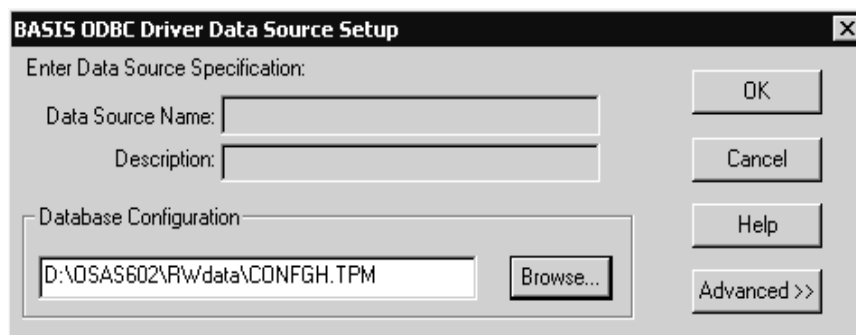 BASIS ODBC Driver Data Source Setup
Enter Data Source Specification:
Data Source Name:
Description:
OK
Cancel
Help
Advanced >>
Database Configuration
D:\OSAS602\RWdata\CONFGH.TPM
Browse...